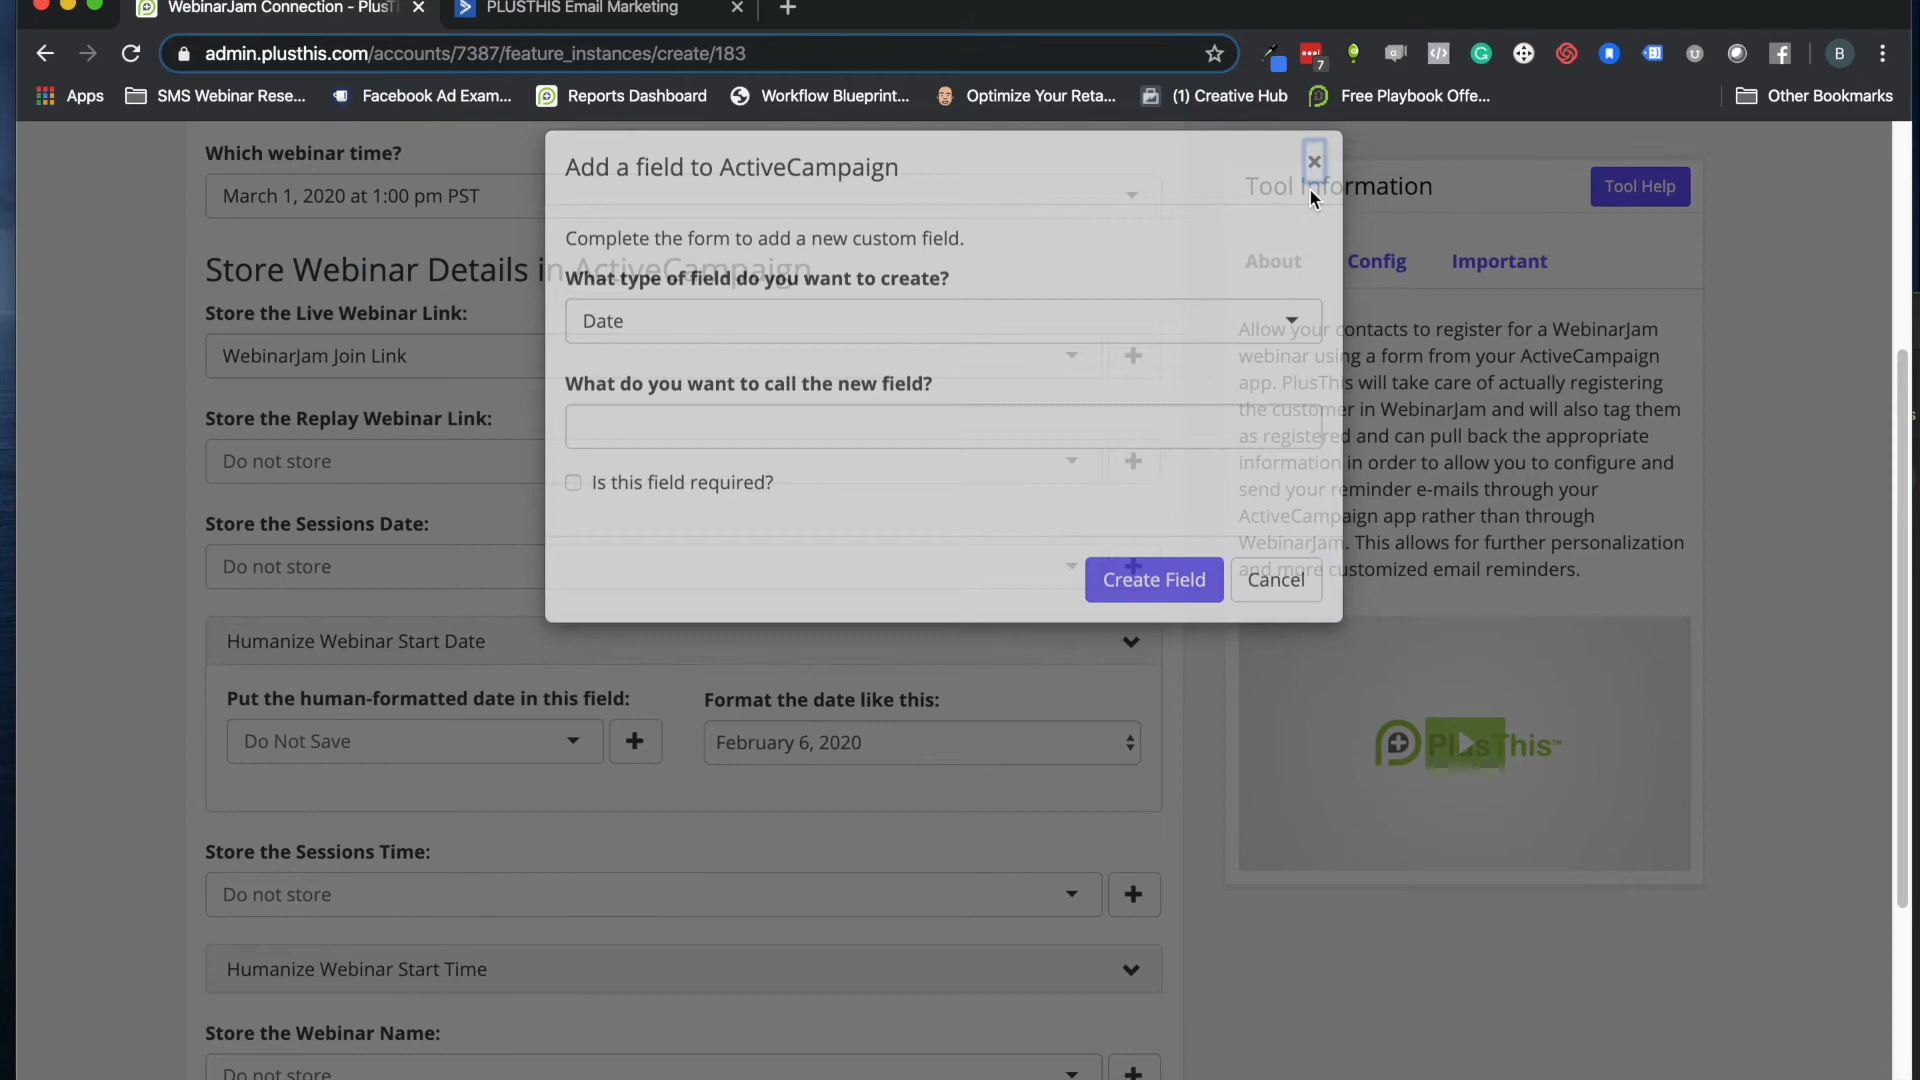 WebinarJam Connection - PlusT
PLUSTHIS Email Marketing
admin.plusthis.com/accounts/7387/feature_instances/create/183
7
B
Apps
SMS Webinar Rese...
Facebook Ad Exam...
Reports Dashboard
Workflow Blueprint...
Optimize Your Reta...
(1) Creative Hub
Free Playbook Offe...
Other Bookmarks
Which webinar time?
March 1, 2020 at 1:00 pm PST
Store Webinar Details in ActiveCampaign
Store the Live Webinar Link:
WebinarJam Join Link
Store the Replay Webinar Link:
Do not store
Store the Sessions Date:
Do not store
Humanize Webinar Start Date
Put the human-formatted date in this field:
Do Not Save
Format the date like this:
February 6, 2020
Store the Sessions Time:
Do not store
Humanize Webinar Start Time
Store the Webinar Name:
Do not store
Add a field to ActiveCampaign
Complete the form to add a new custom field.
What type of field do you want to create?
Date
What do you want to call the new field?
Is this field required?
Create Field
Cancel
Tool Information
Tool Help
About
Config
Important
Allow your contacts to register for a WebinarJam
webinar using a form from your ActiveCampaign
app. PlusThis will take care of actually registering
the customer in WebinarJam and will also tag them
as registered and can pull back the appropriate
information in order to allow you to configure and
send your reminder e-mails through your
ActiveCampaign app rather than through
WebinarJam. This allows for further personalization
and more customized email reminders.
PlusThis™